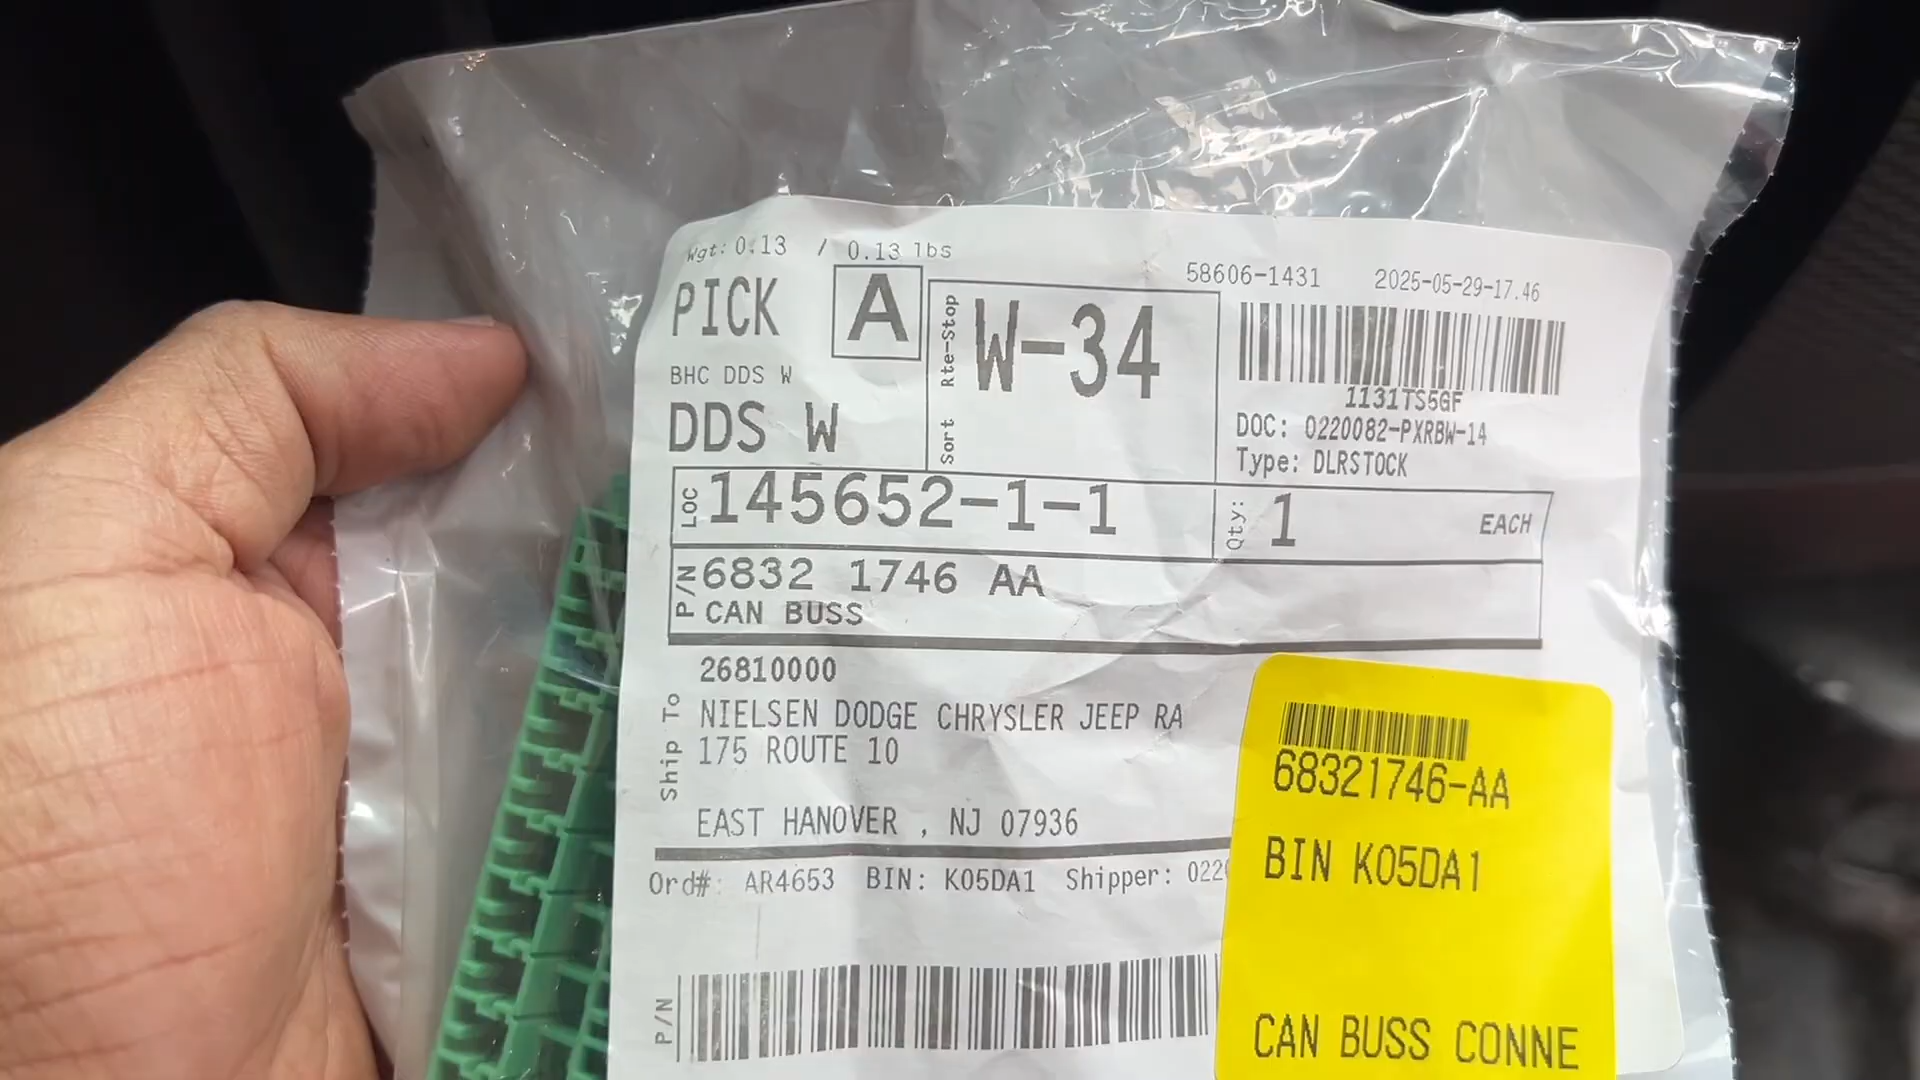 Wgt: 0.13 / 0.13 lbs
58606-1431 2025-05-29-17.46
PICK A
Sort Rte-Stop W-34
BHC DDS W
DDS W
1131TS5GF
DOC: 0220082-PXRBW-14
Type: DLRSTOCK
LOC 145652-1-1 Qty: 1 EACH
P/N 6832 1746 AA
CAN BUSS
Ship To
26810000
NIELSEN DODGE CHRYSLER JEEP RA
175 ROUTE 10
EAST HANOVER , NJ 07936
Ord#: AR4653 BIN: K05DA1 Shipper: 022
P/N
68321746-AA
BIN K05DA1
CAN BUSS CONNE